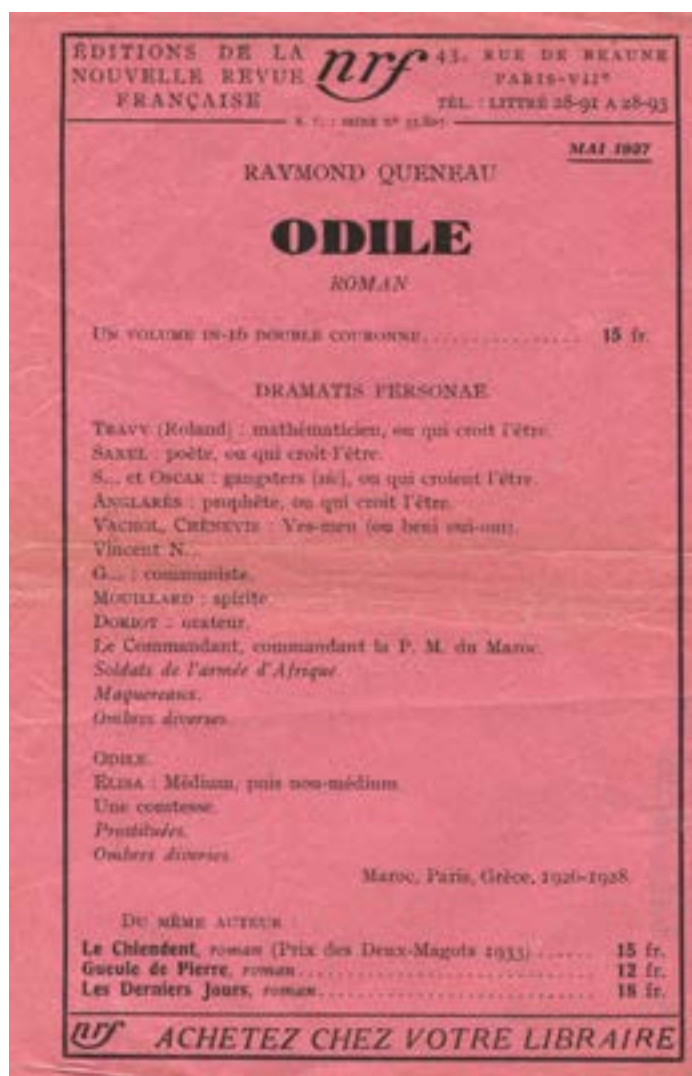 ÉDITIONS DE LA
NOUVELLE REVUE
FRANÇAISE
nrf
43, RUE DE BEAUNE
PARIS-VIIe
TÉL. : LITTRÉ 28-91 A 28-93
MAI 1937
RAYMOND QUENEAU
ODILE
ROMAN
UN VOLUME IN-16 DOUBLE COURONNE................ 15 fr.
DRAMATIS PERSONAE
TRAVY (Roland) : mathématicien, ou qui croit l'être.
SAXEL : poète, ou qui croit l'être.
S... et OSCAR : gangsters (sic), ou qui croient l'être.
ANGLARÈS : prophète, ou qui croit l'être.
VACHOL, CHÈNEVIS : Yes-men (ou beni oui-oui).
Vincent N...
G... : communiste.
MOUILLARD : spirite
DORIOT : orateur.
Le Commandant, commandant la P. M. du Maroc.
Soldats de l'armée d'Afrique.
Maquereaux.
Ombres diverses.
ODILE.
ÉLISA : Médium, puis non-médium.
Une comtesse.
Prostituées.
Ombres diverses.
Maroc, Paris, Grèce, 1926-1928.
DU MÊME AUTEUR :
Le Chiendent, roman (Prix des Deux-Magots 1933)...... 15 fr.
Gueule de Pierre, roman.............................. 12 fr.
Les Derniers Jours, roman............................ 18 fr.
nrf ACHETEZ CHEZ VOTRE LIBRAIRE